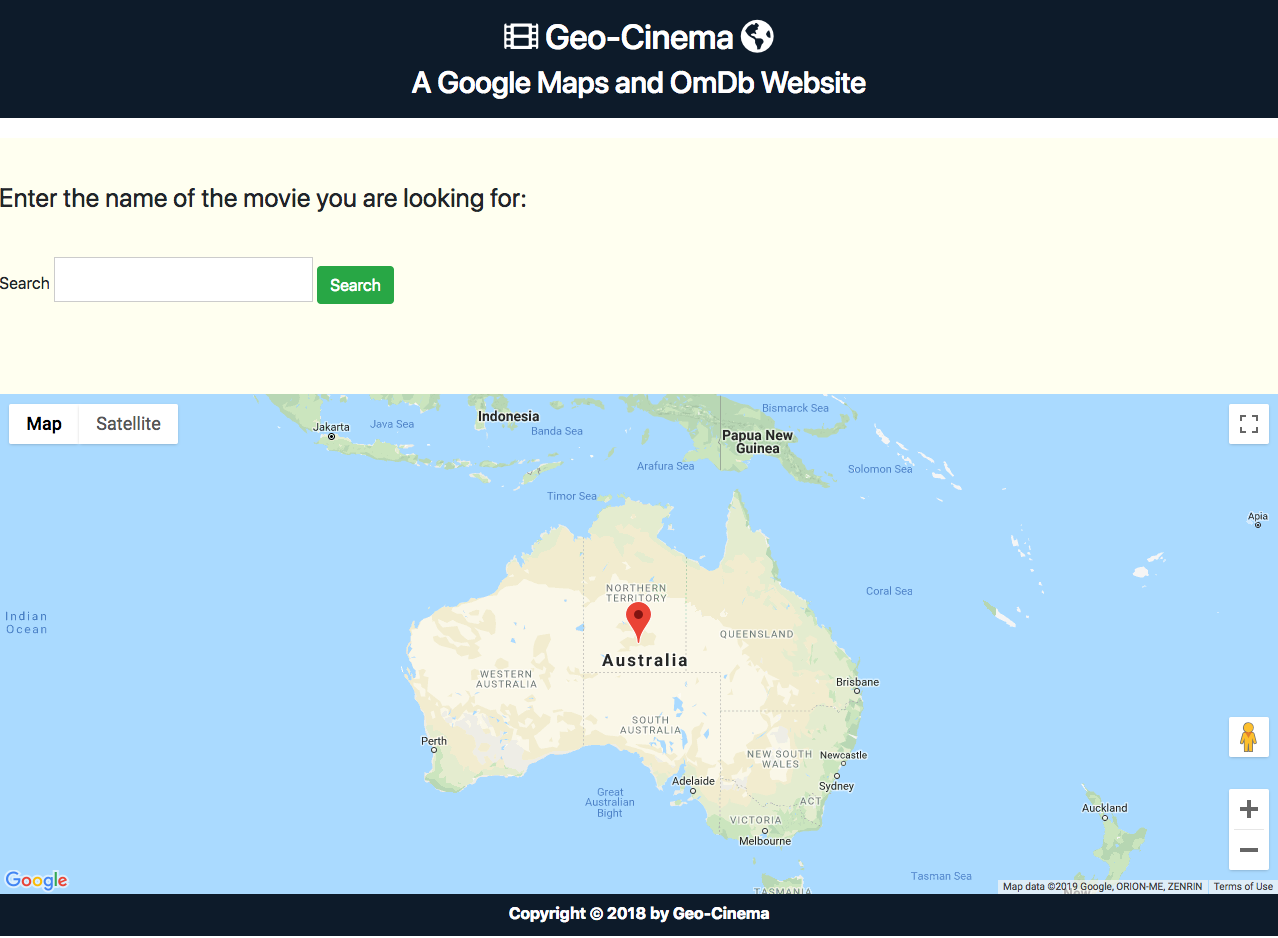 Geo-Cinema
A Google Maps and OmDb Website
Enter the name of the movie you are looking for:
Search
Search
Map
Satellite
Jakarta
Java Sea
Indonesia
Banda Sea
Bismarck Sea
Papua New
Guinea
Arafura Sea
Solomon Sea
Timor Sea
Apia
NORTHERN
TERRITORY
Coral Sea
Indian
Ocean
QUEENSLAND
Australia
WESTERN
AUSTRALIA
Brisbane
SOUTH
AUSTRALIA
Perth
NEW SOUTH
WALES
Newcastle
Adelaide
Sydney
Great
Australian
Bight
ACT
Auckland
VICTORIA
Melbourne
Tasman Sea
TASMANIA
New
Google
Map data ©2019 Google, ORION-ME, ZENRIN
Terms of Use
Copyright © 2018 by Geo-Cinema